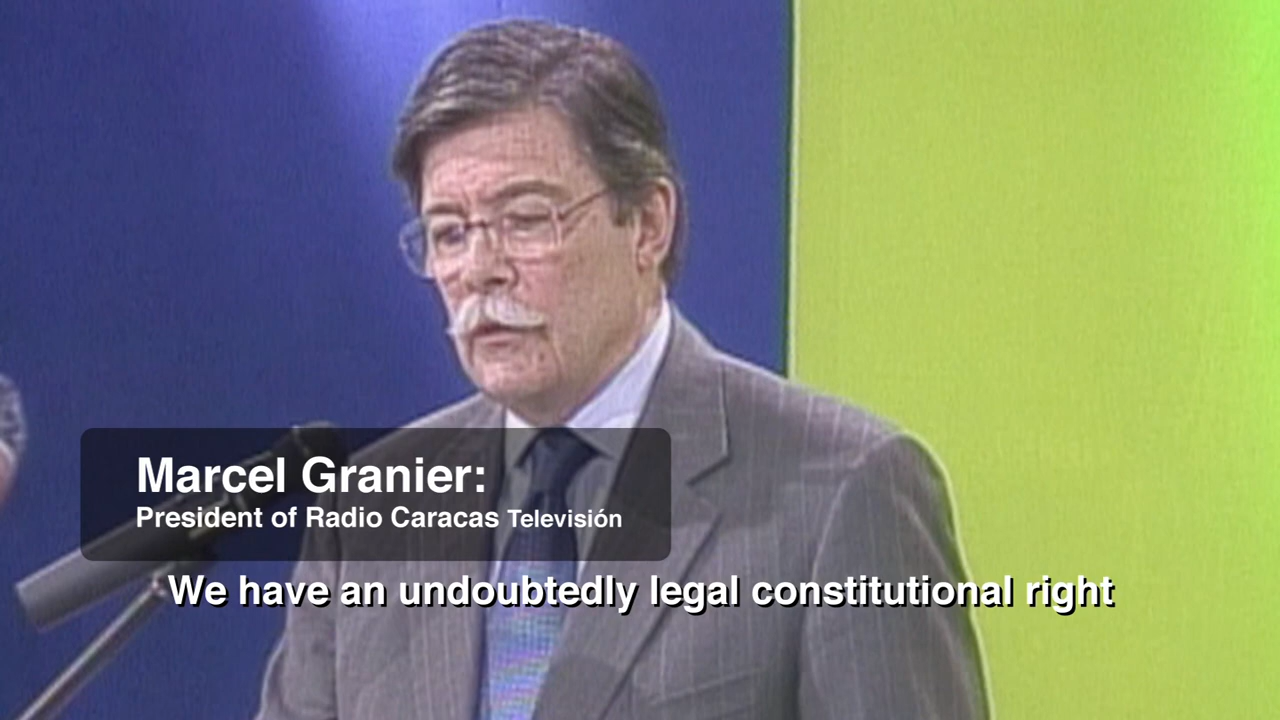 Marcel Granier:
President of Radio Caracas Televisión
We have an undoubtedly legal constitutional right